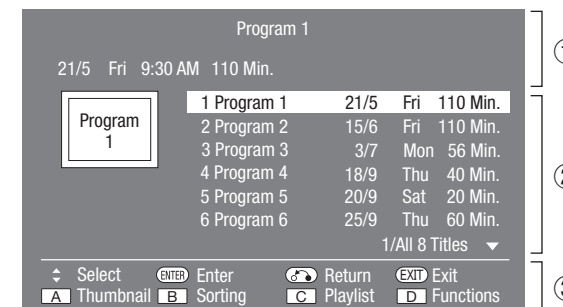 Program 1
21/5 Fri 9:30 AM 110 Min.
Program
1
1 Program 1 21/5 Fri 110 Min.
2 Program 2 15/6 Fri 110 Min.
3 Program 3 3/7 Mon 56 Min.
4 Program 4 18/9 Thu 40 Min.
5 Program 5 20/9 Sat 20 Min.
6 Program 6 25/9 Thu 60 Min.
1/All 8 Titles
Select ENTER Enter Return EXIT Exit
A Thumbnail B Sorting C Playlist D Functions